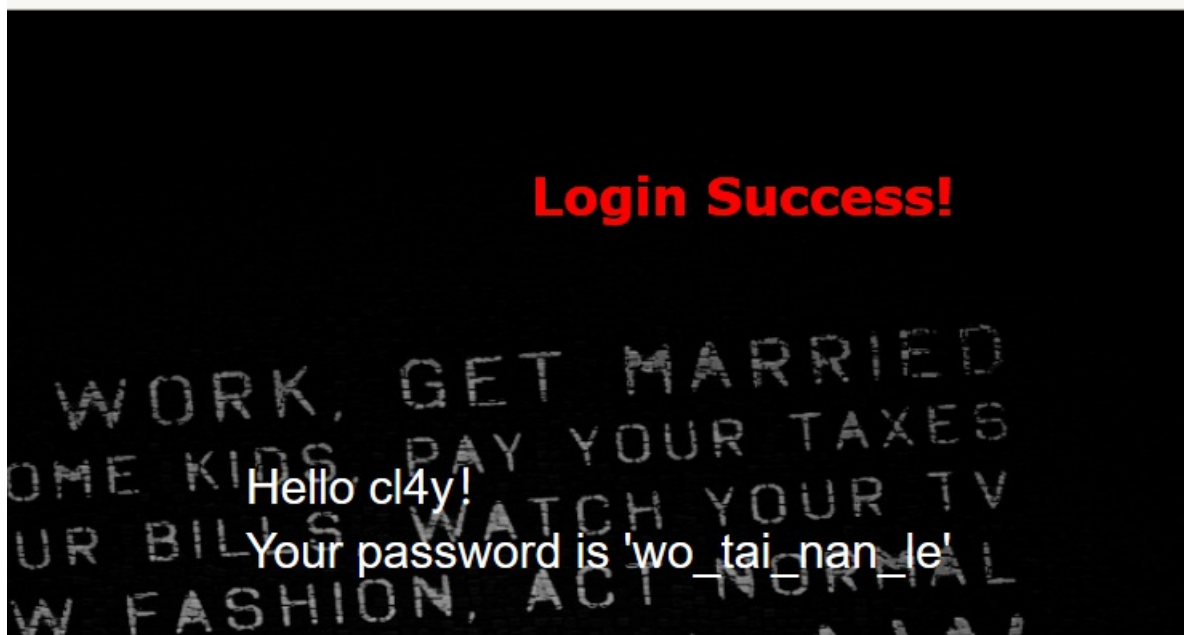 Login Success!
WORK, GET MARRIED
OME KIDS, PAY YOUR TAXES
Hello cl4y!
UR BILLS, WATCH YOUR TV
Your password is 'wo_tai_nan_le'
W FASHION, ACT NORMAL